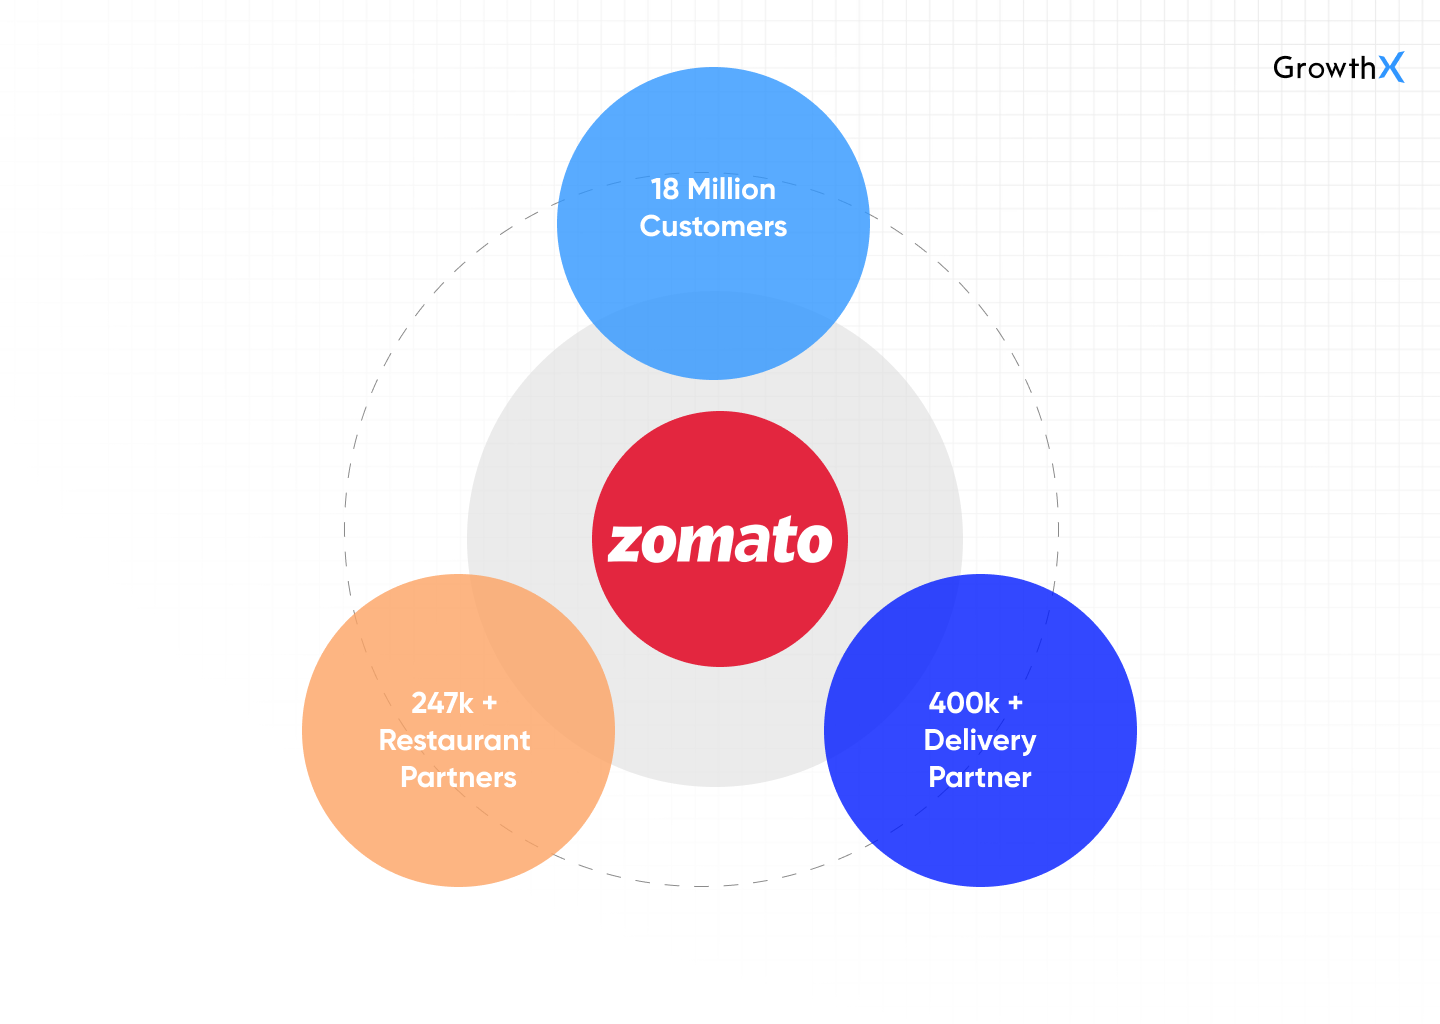 GrowthX
18 Million
Customers
zomato
247k +
Restaurant
Partners
400k +
Delivery
Partner